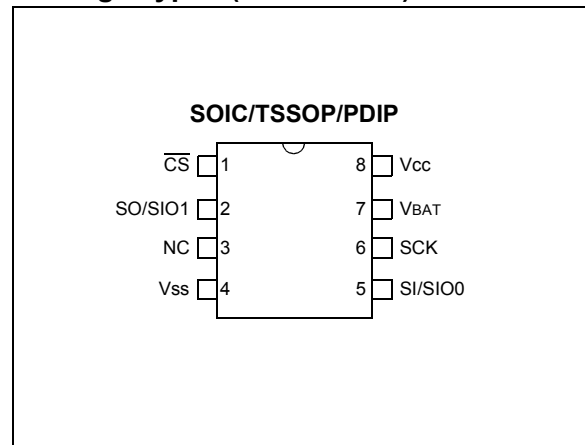 SOIC/TSSOP/PDIP
CS 1 8 Vcc
SO/SIO1 2 7 VBAT
NC 3 6 SCK
Vss 4 5 SI/SIO0